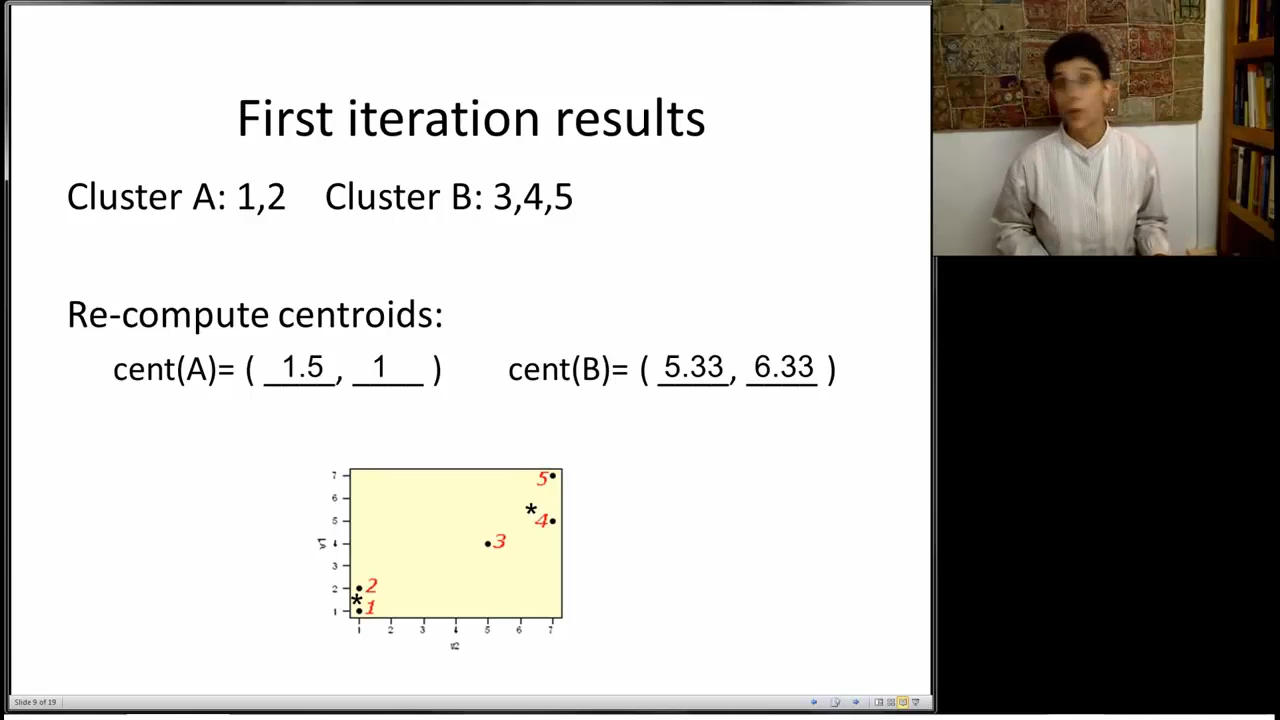 First iteration results
Cluster A: 1,2 Cluster B: 3,4,5
Re-compute centroids:
cent(A)= ( 1.5, 1 ) cent(B)= ( 5.33, 6.33 )
7
6
5
4
3
2
1
v1
5
*
4
3
2
*
1
1 2 3 4 5 6 7
v2
Slide 9 of 19